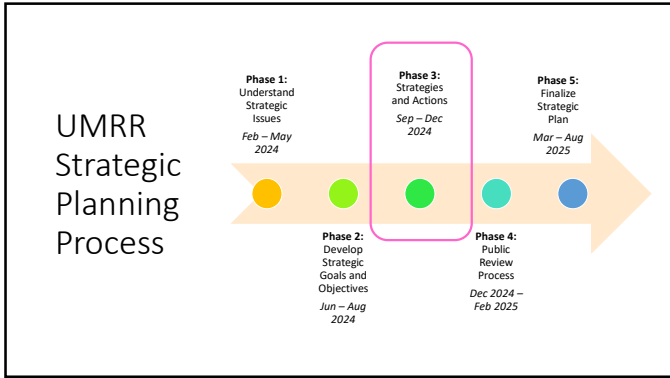 UMRR
Strategic
Planning
Process
Phase 1:
Understand
Strategic
Issues
Feb – May
2024
Phase 2:
Develop
Strategic
Goals and
Objectives
Jun – Aug
2024
Phase 3:
Strategies
and Actions
Sep – Dec
2024
Phase 4:
Public
Review
Process
Dec 2024 –
Feb 2025
Phase 5:
Finalize
Strategic
Plan
Mar – Aug
2025